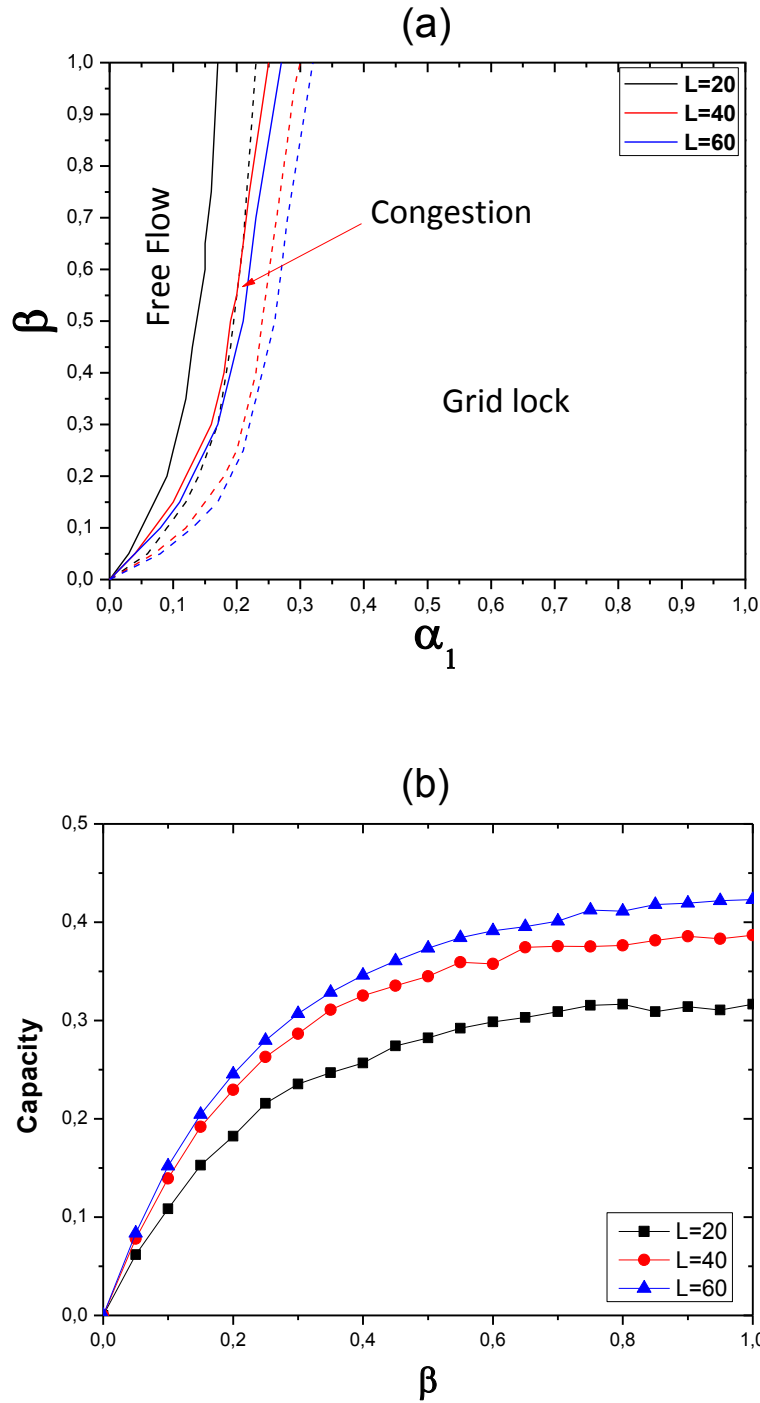 (a)
1,0
0,9
0,8
0,7
0,6
0,5
0,4
0,3
0,2
0,1
0,0
β
L=20
L=40
L=60
Free Flow
Congestion
Grid lock
0,0 0,1 0,2 0,3 0,4 0,5 0,6 0,7 0,8 0,9 1,0
α1
(b)
0,5
0,4
0,3
0,2
0,1
0,0
Capacity
L=20
L=40
L=60
0,0 0,2 0,4 0,6 0,8 1,0
β